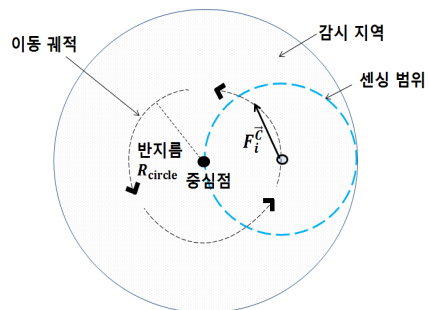 감시 지역
이동 궤적
센싱 범위
반지름
R_circle
중심점
\vec{F_i^C}